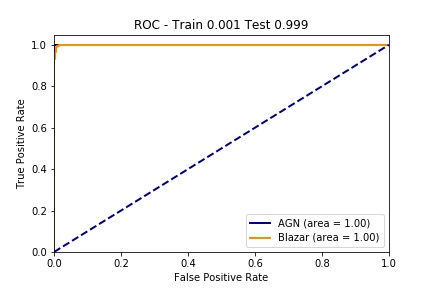 ROC - Train 0.001 Test 0.999
True Positive Rate
1.0
0.8
0.6
0.4
0.2
0.0
AGN (area = 1.00)
Blazar (area = 1.00)
0.0 0.2 0.4 0.6 0.8 1.0
False Positive Rate